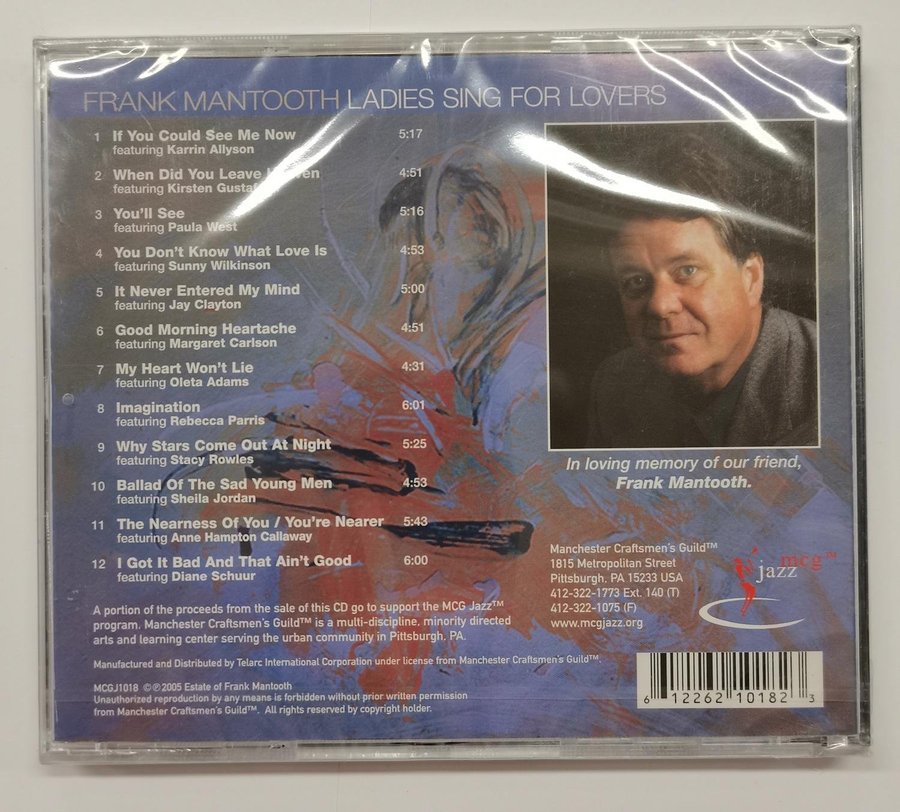 FRANK MANTOOTH LADIES SING FOR LOVERS
1 If You Could See Me Now 5:17
featuring Karrin Allyson
2 When Did You Leave 4:51
featuring Kirsten
3 You'll See 5:16
featuring Paula West
4 You Don't Know What Love Is 4:53
featuring Sunny Wilkinson
5 It Never Entered My Mind 5:00
featuring Jay Clayton
6 Good Morning Heartache 4:51
featuring Margaret Carlson
7 My Heart Won't Lie 4:31
featuring Oleta Adams
8 Imagination 6:01
featuring Rebecca Parris
9 Why Stars Come Out At Night 5:25
featuring Stacy Rowles
10 Ballad Of The Sad Young Men 4:53
featuring Sheila Jordan
11 The Nearness Of You / You're Nearer 5:43
featuring Anne Hampton Callaway
12 I Got It Bad And That Ain't Good 6:00
featuring Diane Schuur
A portion of the proceeds from the sale of this CD go to support the MCG Jazz™
program. Manchester Craftsmen's Guild™ is a multi-discipline, minority directed
arts and learning center serving the urban community in Pittsburgh, PA.
Manufactured and Distributed by Telarc International Corporation under license from Manchester Craftsmen's Guild™.
MCGJ1018 ©℗2005 Estate of Frank Mantooth
Unauthorized reproduction by any means is forbidden without prior written permission
from Manchester Craftsmen's Guild™. All rights reserved by copyright holder.
In loving memory of our friend,
Frank Mantooth.
Manchester Craftsmen's Guild™
1815 Metropolitan Street
Pittsburgh, PA 15233 USA
412-322-1773 Ext. 140 (T)
412-322-1075 (F)
www.mcgjazz.org
mcg™
jazz
6 12262 10182 3